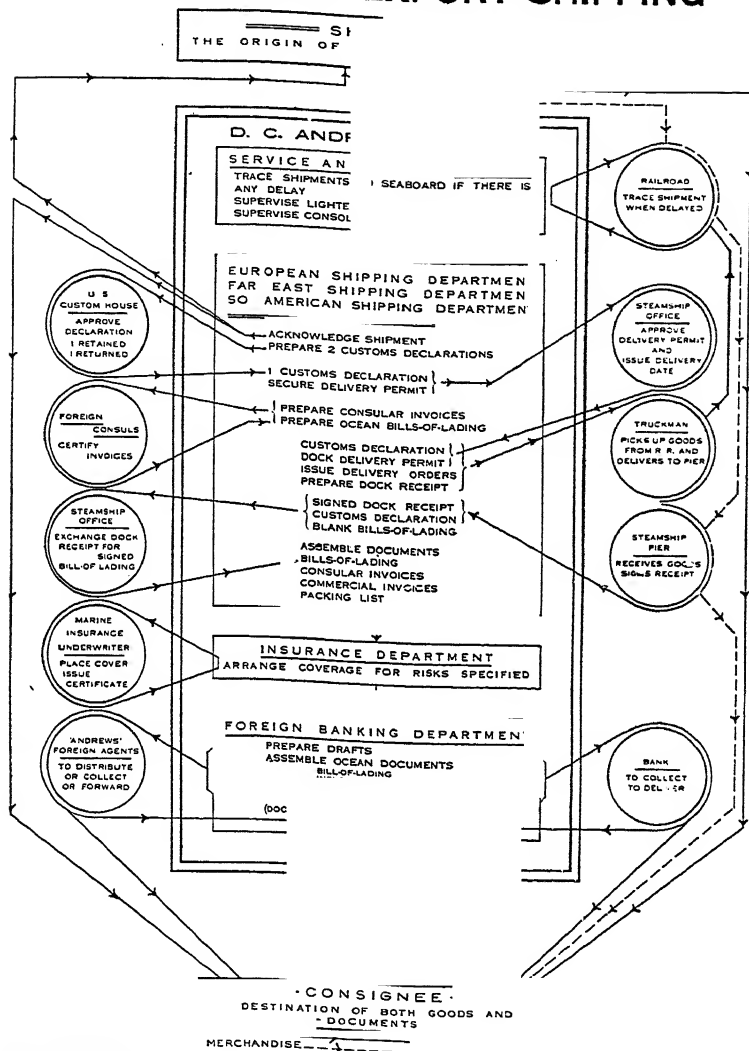 SHIPPING
THE ORIGIN OF
D. C.
SERVICE AN
TRACE SHIPMENTS
SEABOARD IF THERE IS
ANY DELAY
SUPERVISE LIGHTE
SUPERVISE CONSOL
RAILROAD
TRACE SHIPMENT
WHEN DELAYED
EUROPEAN SHIPPING DEPARTMEN
FAR EAST SHIPPING DEPARTMEN
SO AMERICAN SHIPPING DEPARTMEN
U S
CUSTOM HOUSE
APPROVE
DECLARATION
1 RETAINED
1 RETURNED
ACKNOWLEDGE SHIPMENT
PREPARE 2 CUSTOMS DECLARATIONS
1 CUSTOMS DECLARATION
SECURE DELIVERY PERMIT
STEAMSHIP
OFFICE
APPROVE
DELIVERY PERMIT
AND
ISSUE DELIVERY
DATE
FOREIGN
CONSULS
CERTIFY
INVOICES
PREPARE CONSULAR INVOICES
PREPARE OCEAN BILLS-OF-LADING
CUSTOMS DECLARATION
DOCK DELIVERY PERMIT
ISSUE DELIVERY ORDERS
PREPARE DOCK RECEIPT
TRUCKMAN
PICKS UP GOODS
FROM R.R. AND
DELIVERS TO PIER
STEAMSHIP
OFFICE
EXCHANGE DOCK
RECEIPT FOR
SIGNED
BILL-OF LADING
SIGNED DOCK RECEIPT
CUSTOMS DECLARATION
BLANK BILLS-OF-LADING
ASSEMBLE DOCUMENTS
BILLS-OF-LADING
CONSULAR INVOICES
COMMERCIAL INVOICES
PACKING LIST
STEAMSHIP
PIER
RECEIVES GOODS
SIGNS RECEIPT
MARINE
INSURANCE
UNDERWRITER
PLACE COVER
ISSUE
CERTIFICATE
INSURANCE DEPARTMENT
ARRANGE COVERAGE FOR RISKS SPECIFIED
FOREIGN BANKING DEPARTMEN
PREPARE DRAFTS
ASSEMBLE OCEAN DOCUMENTS
BILL-OF-LADING
(DOC
'ANDREWS'
FOREIGN AGENTS
TO DISTRIBUTE
OR COLLECT
OR FORWARD
BANK
TO COLLECT
TO
·CONSIGNEE·
DESTINATION OF BOTH GOODS AND
-DOCUMENTS
MERCHANDISE